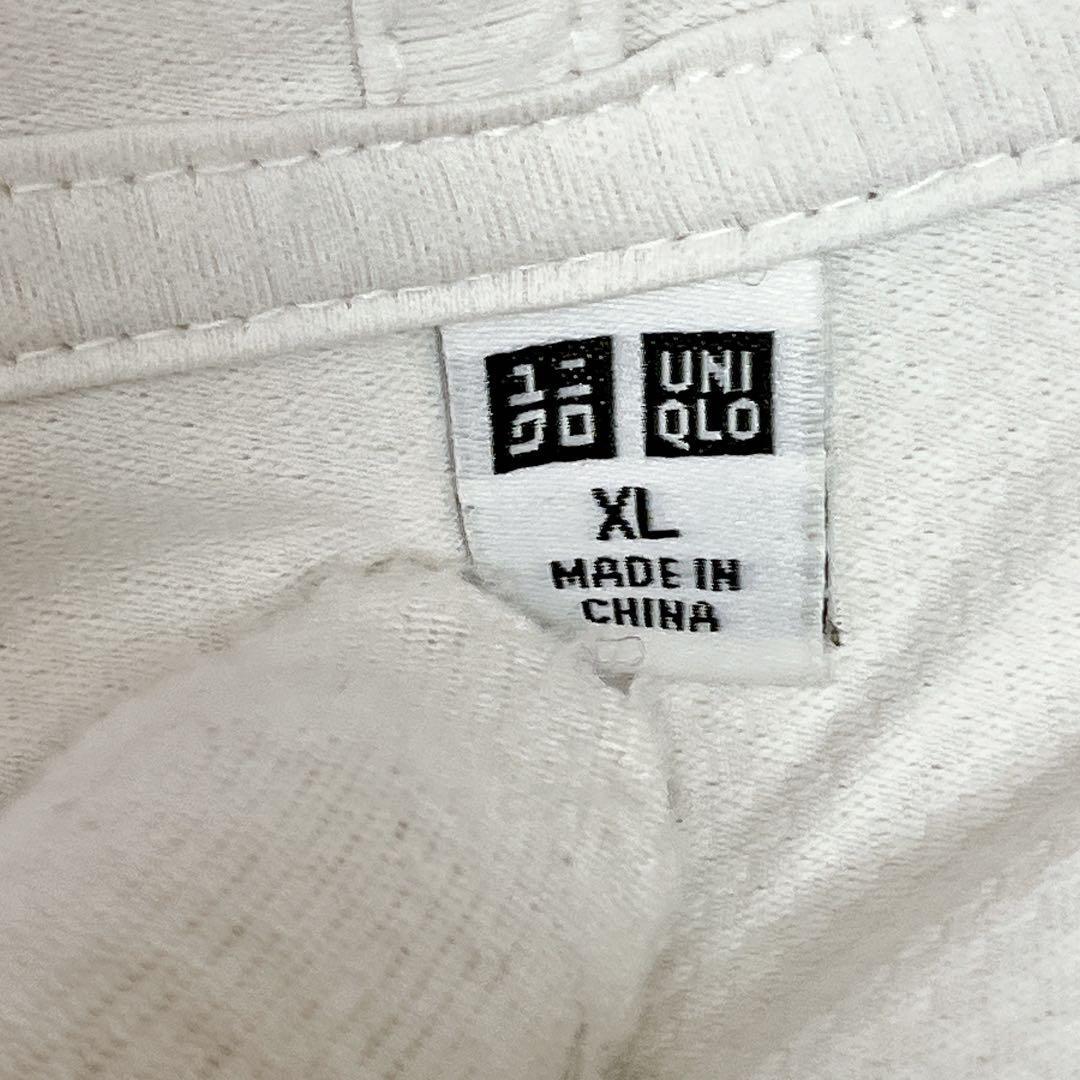 ユニ
クロ
UNI
QLO
XL
MADE IN
CHINA